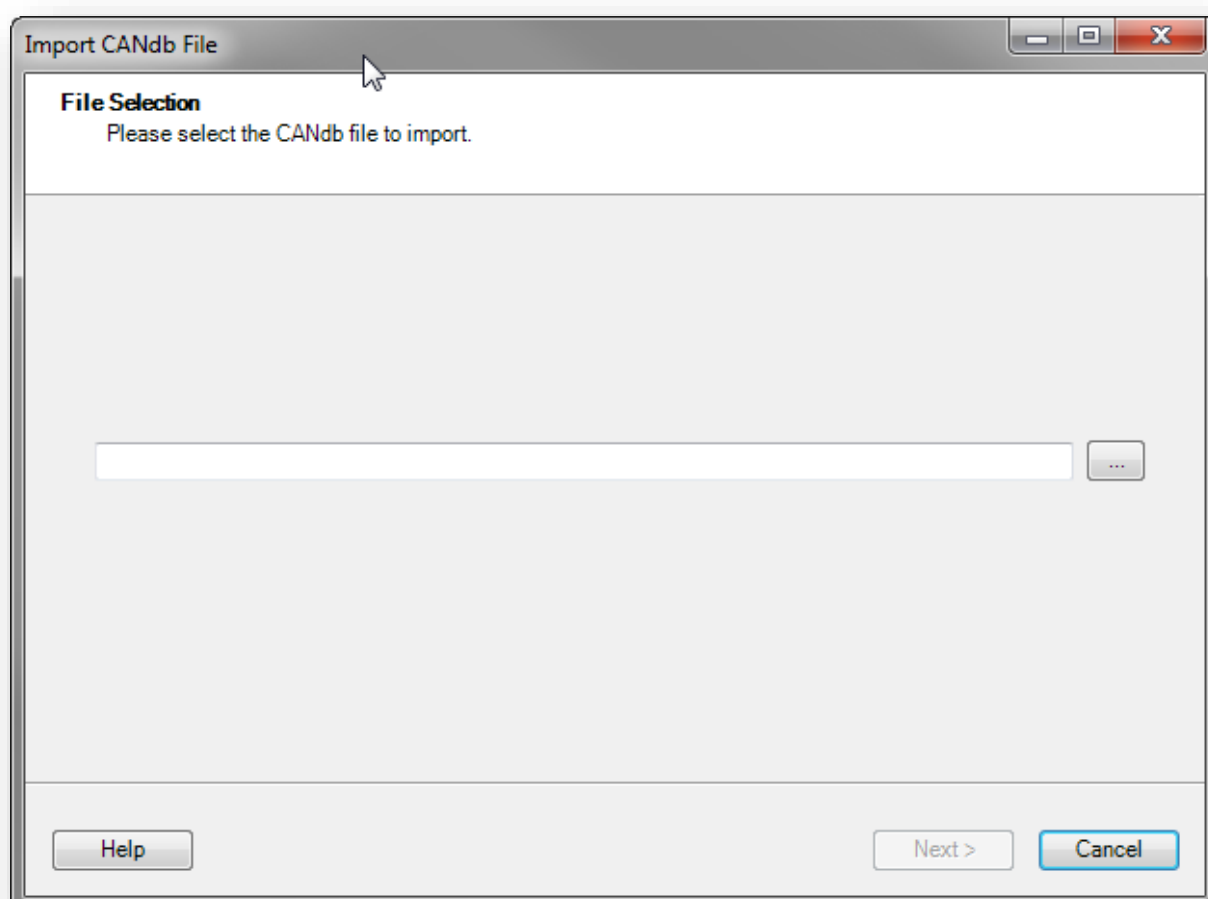 Import CANdb File
File Selection
Please select the CANdb file to import.
...
Help
Next >
Cancel